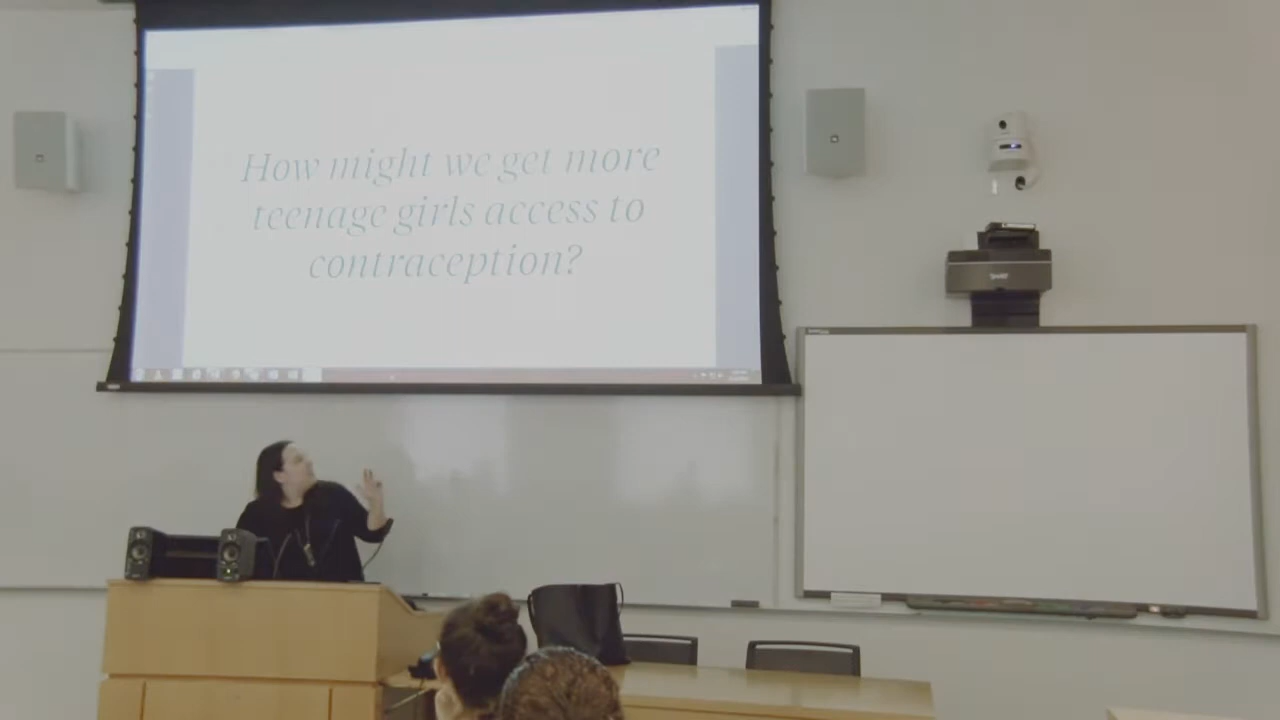 How might we get more
teenage girls access to
contraception?